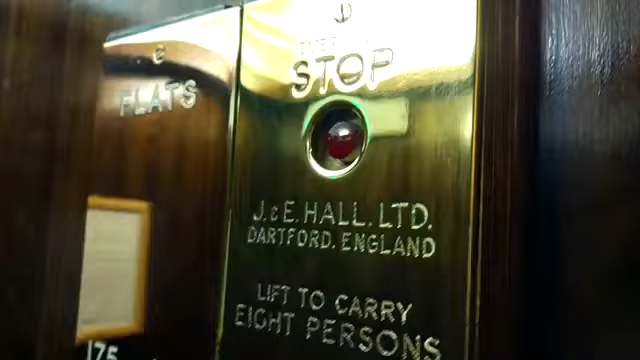 FLATS
STOP
J. & E. HALL. LTD.
DARTFORD. ENGLAND
LIFT TO CARRY
EIGHT PERSONS
175